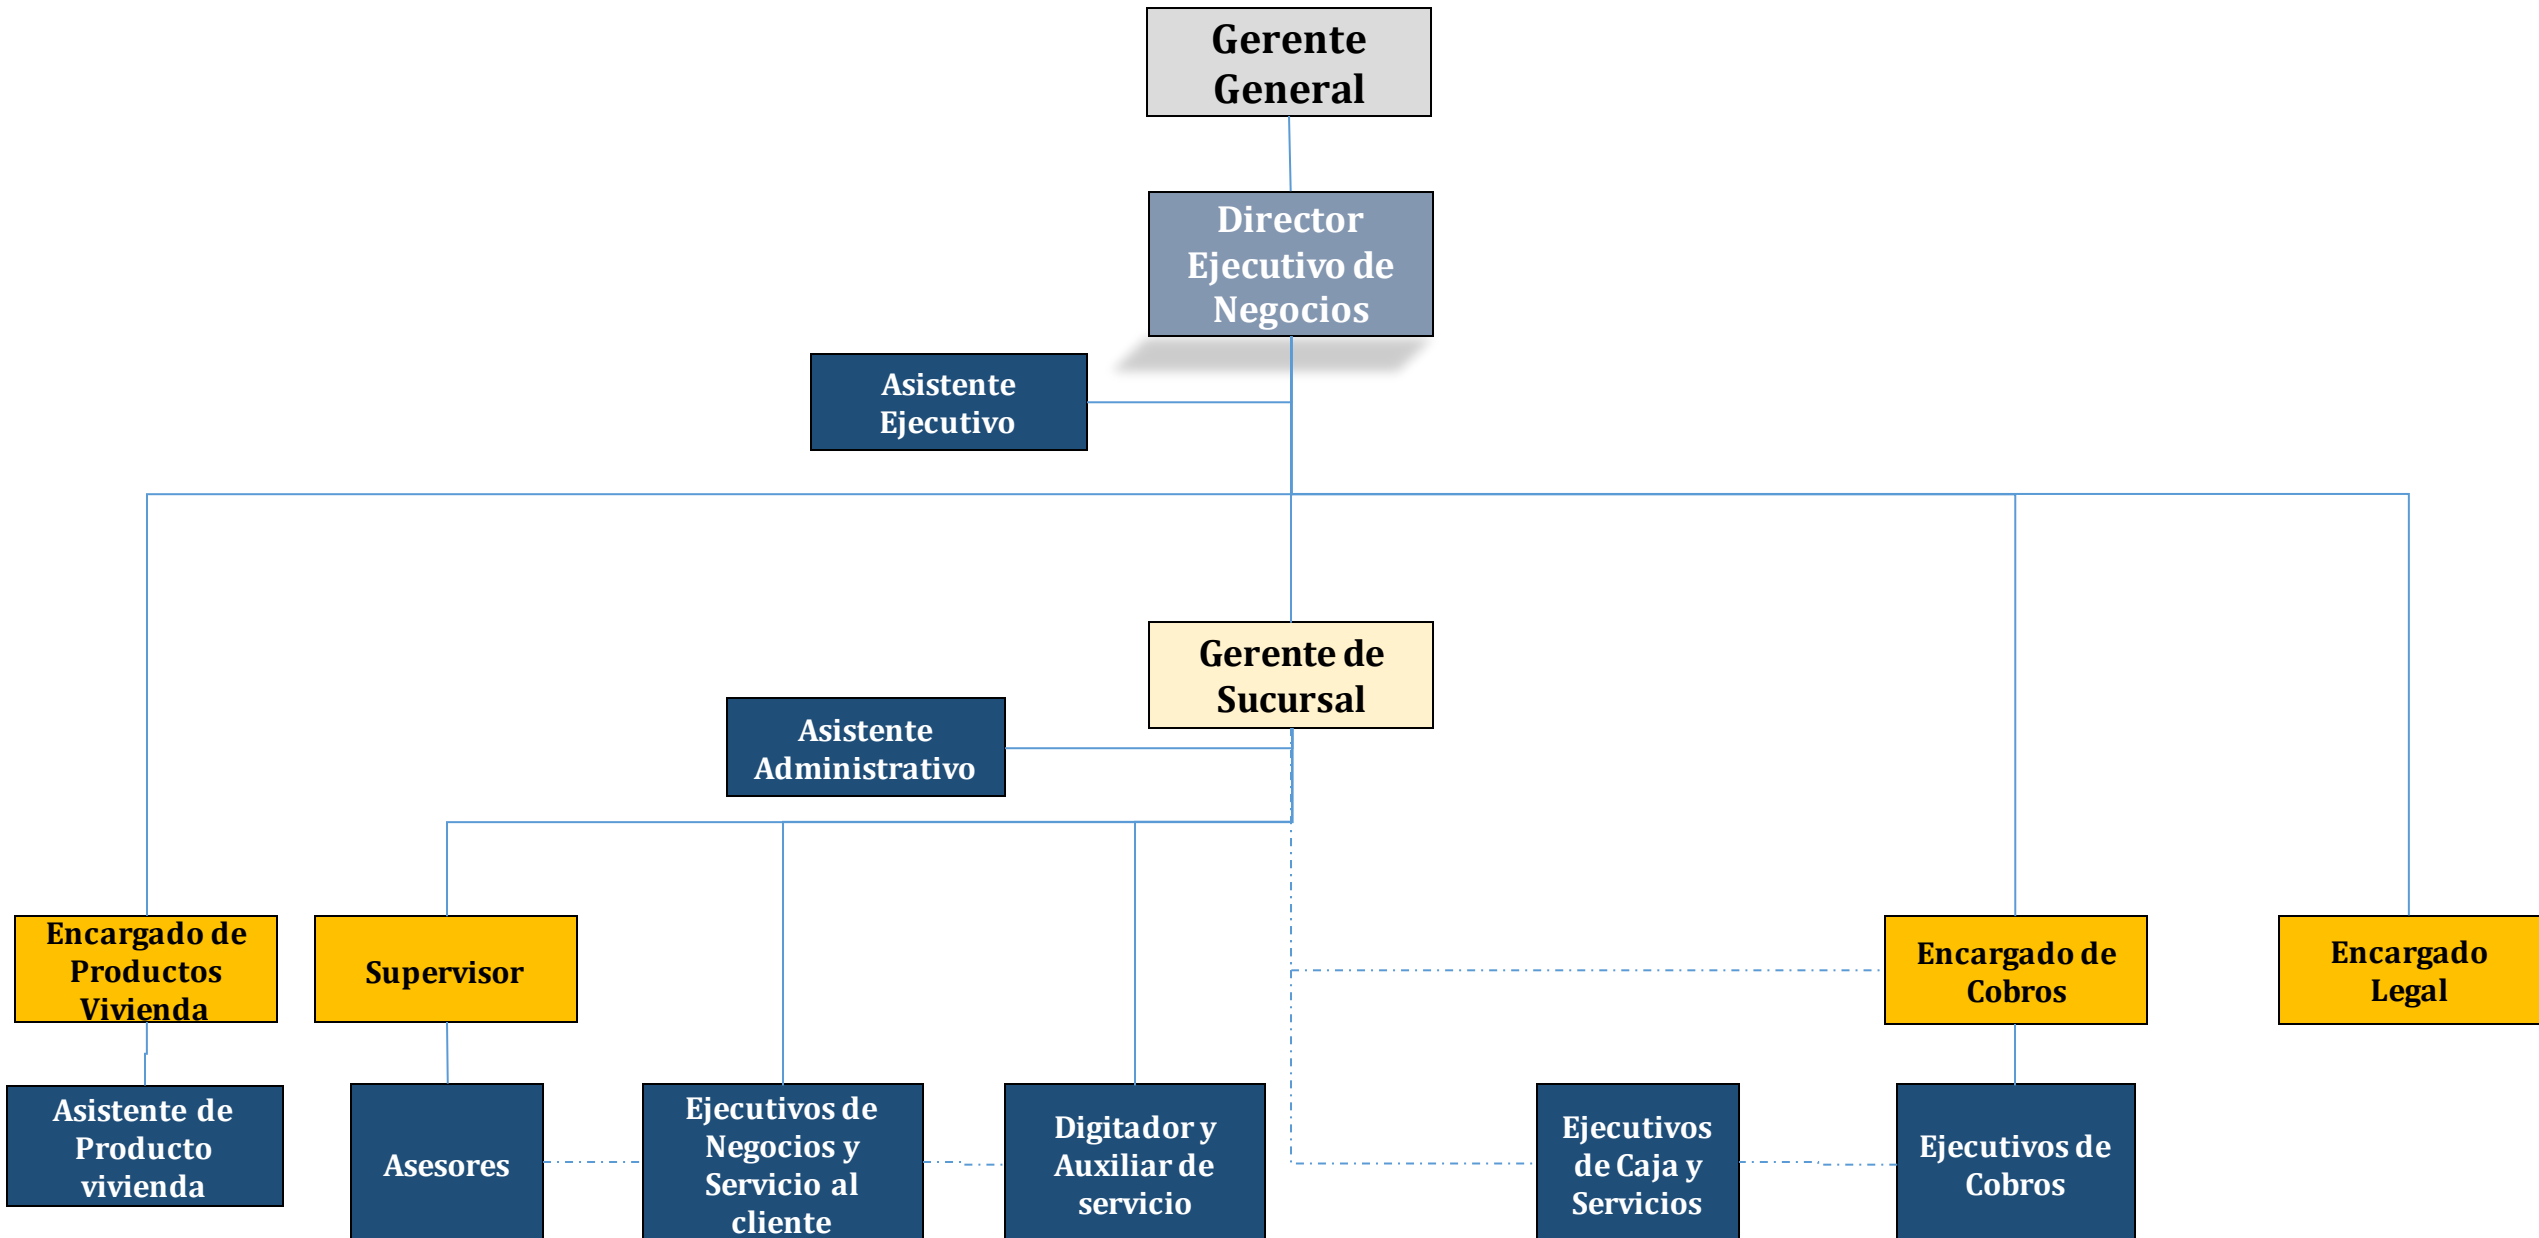 Gerente
General
Director
Ejecutivo de
Negocios
Asistente
Ejecutivo
Gerente de
Sucursal
Asistente
Administrativo
Encargado de
Productos
Vivienda
Supervisor
Encargado de
Cobros
Encargado
Legal
Asistente de
Producto
vivienda
Asesores
Ejecutivos de
Negocios y
Servicio al
cliente
Digitador y
Auxiliar de
servicio
Ejecutivos
de Caja y
Servicios
Ejecutivos de
Cobros